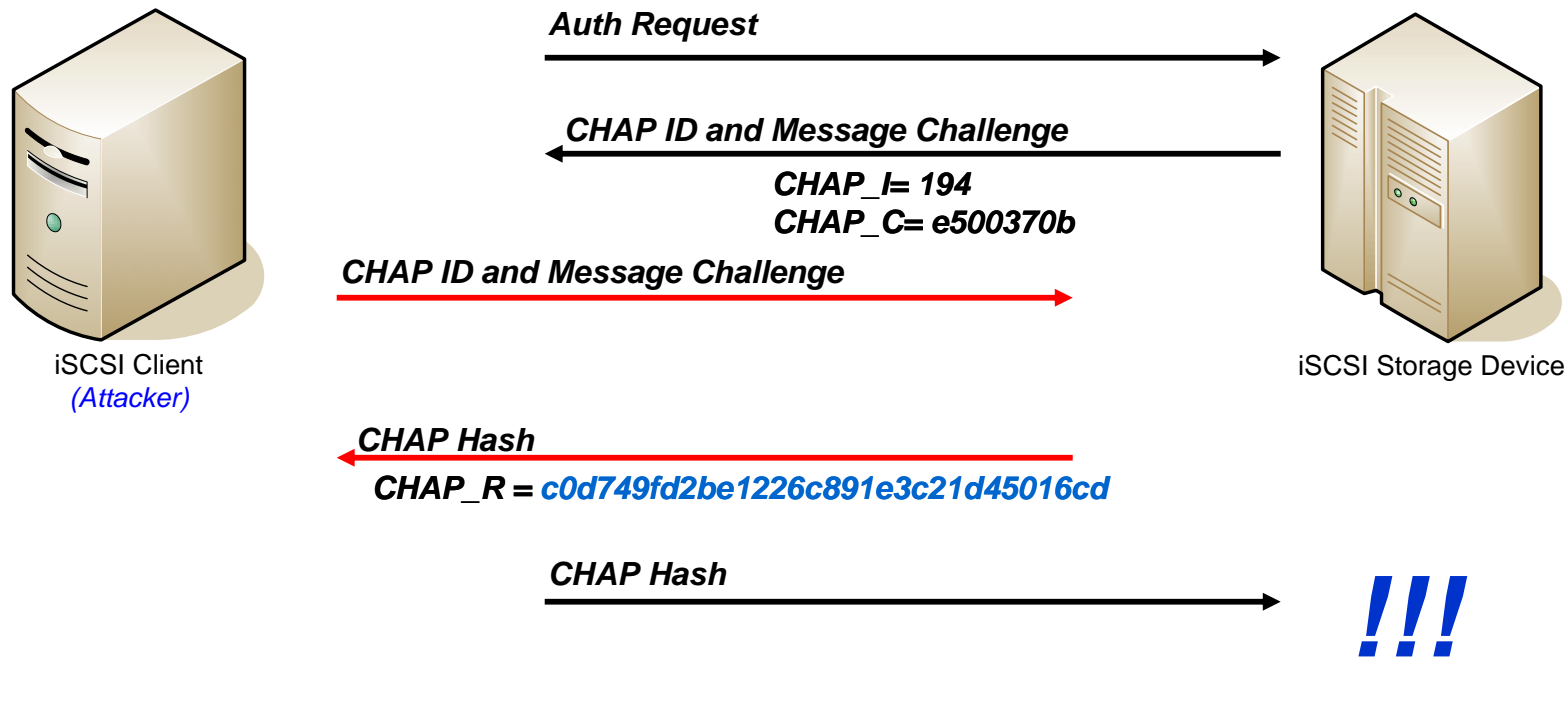 Auth Request
CHAP ID and Message Challenge
CHAP_I= 194
CHAP_C= e500370b
CHAP ID and Message Challenge
iSCSI Client
(Attacker)
iSCSI Storage Device
CHAP Hash
CHAP_R = c0d749fd2be1226c891e3c21d45016cd
CHAP Hash
!!!